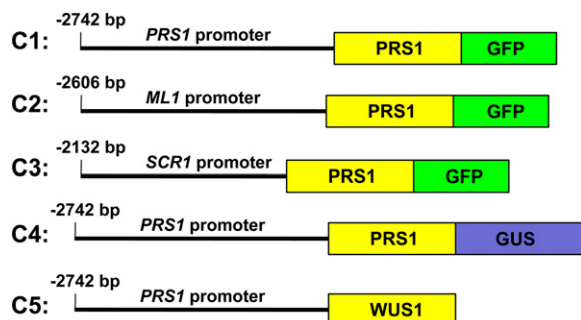 -2742 bp
C1: PRS1 promoter PRS1 GFP
-2606 bp
C2: ML1 promoter PRS1 GFP
-2132 bp
C3: SCR1 promoter PRS1 GFP
-2742 bp
C4: PRS1 promoter PRS1 GUS
-2742 bp
C5: PRS1 promoter WUS1